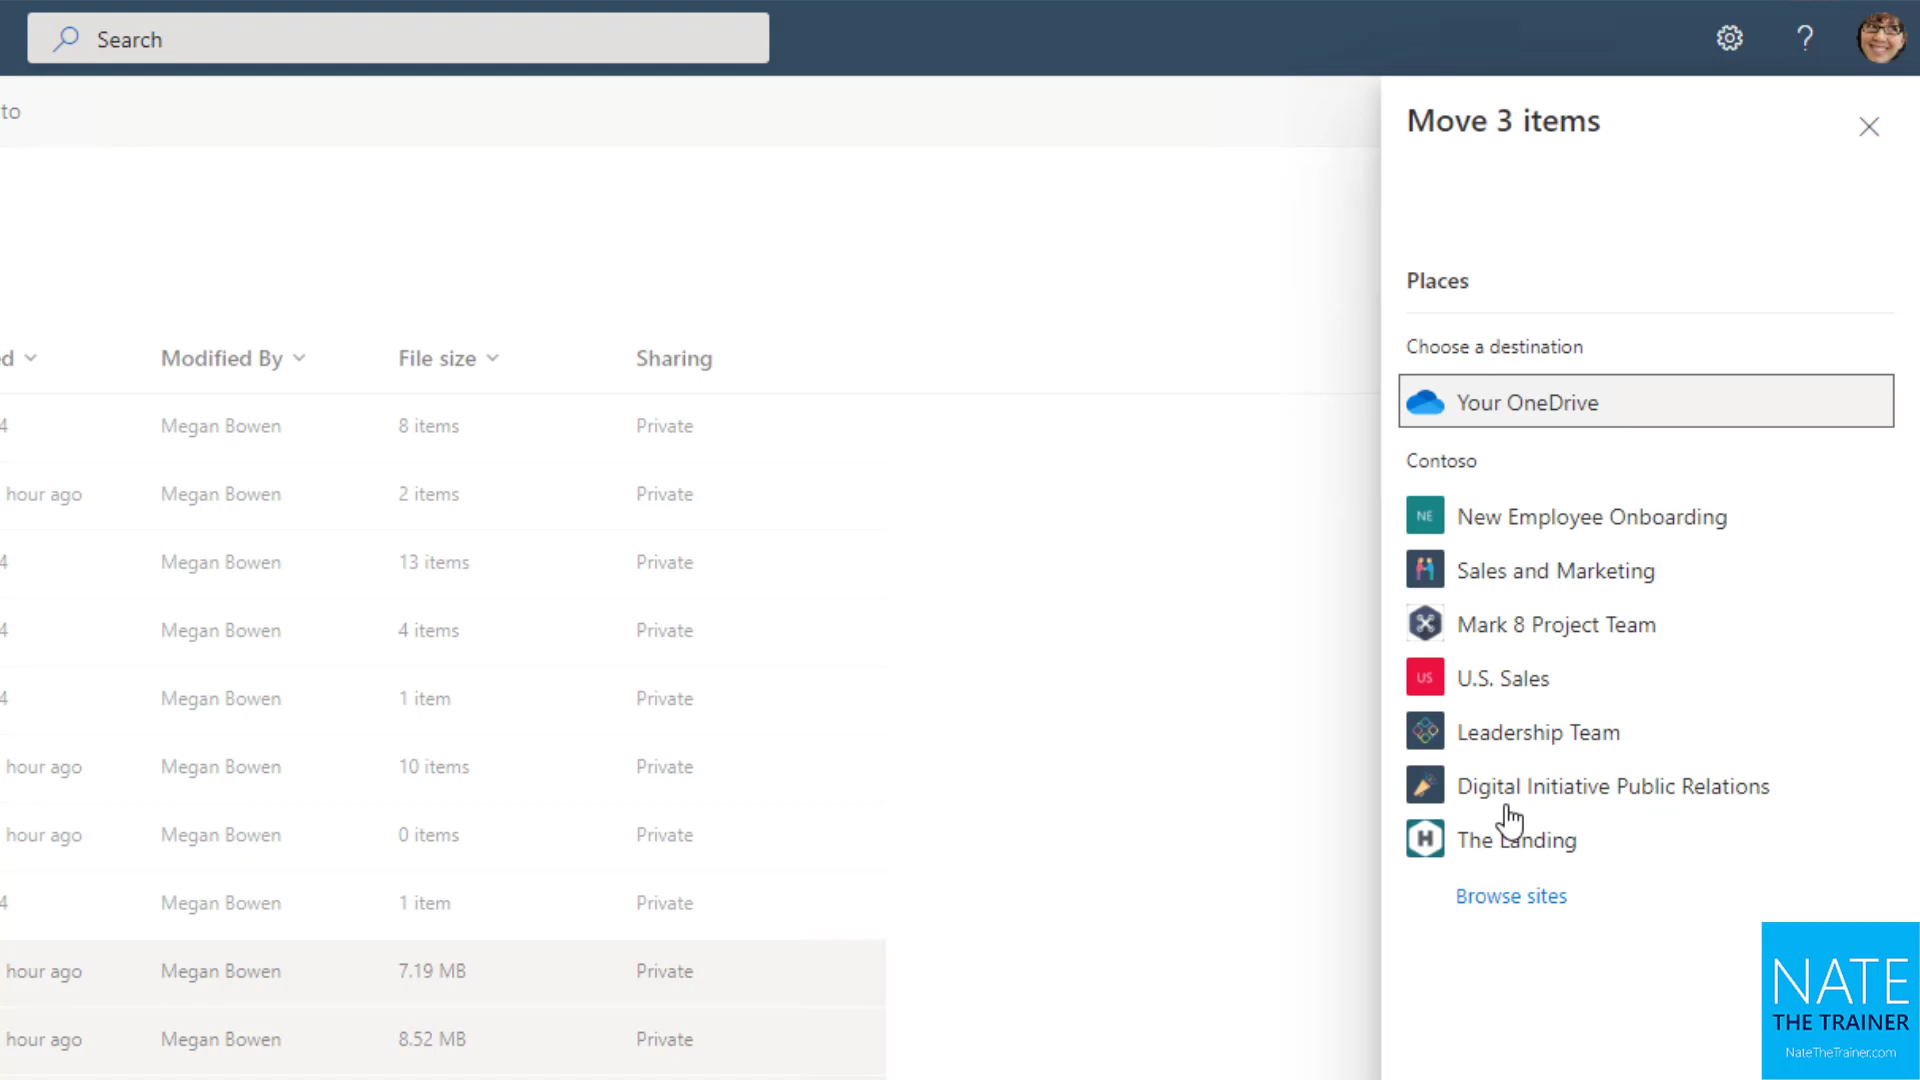 Search
to
Move 3 items
Places
Choose a destination
Your OneDrive
Contoso
NE New Employee Onboarding
Sales and Marketing
Mark 8 Project Team
US U.S. Sales
Leadership Team
Digital Initiative Public Relations
H The Landing
Browse sites
ed Modified By File size Sharing
4 Megan Bowen 8 items Private
hour ago Megan Bowen 2 items Private
4 Megan Bowen 13 items Private
4 Megan Bowen 4 items Private
4 Megan Bowen 1 item Private
hour ago Megan Bowen 10 items Private
hour ago Megan Bowen 0 items Private
4 Megan Bowen 1 item Private
hour ago Megan Bowen 7.19 MB Private
hour ago Megan Bowen 8.52 MB Private
NATE
THE TRAINER
NateTheTrainer.com